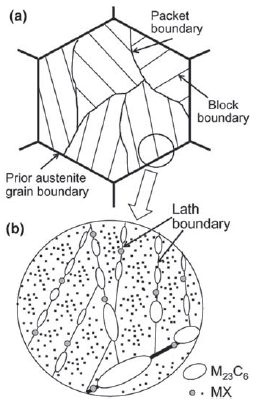 (a)
Packet
boundary
Block
boundary
Prior austenite
grain boundary
(b)
Lath
boundary
M23C6
MX